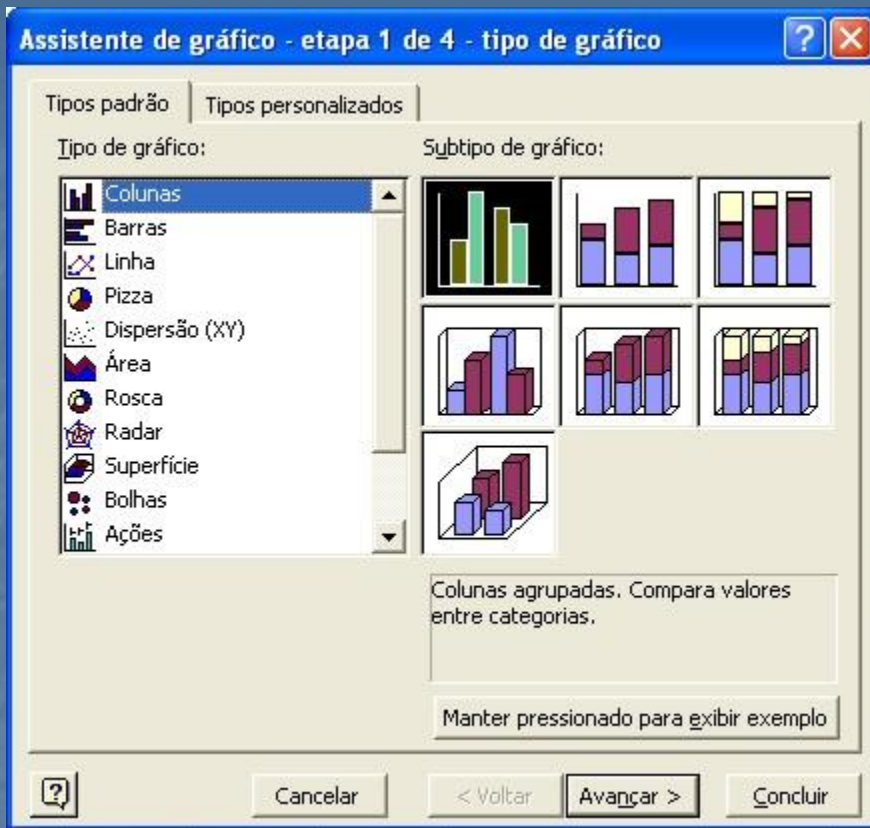 Assistente de gráfico - etapa 1 de 4 - tipo de gráfico
Tipos padrão
Tipos personalizados
Tipo de gráfico:
Colunas
Barras
Linha
Pizza
Dispersão (XY)
Área
Rosca
Radar
Superfície
Bolhas
Ações
Subtipo de gráfico:
Colunas agrupadas. Compara valores
entre categorias.
Manter pressionado para exibir exemplo
Cancelar
< Voltar
Avançar >
Concluir